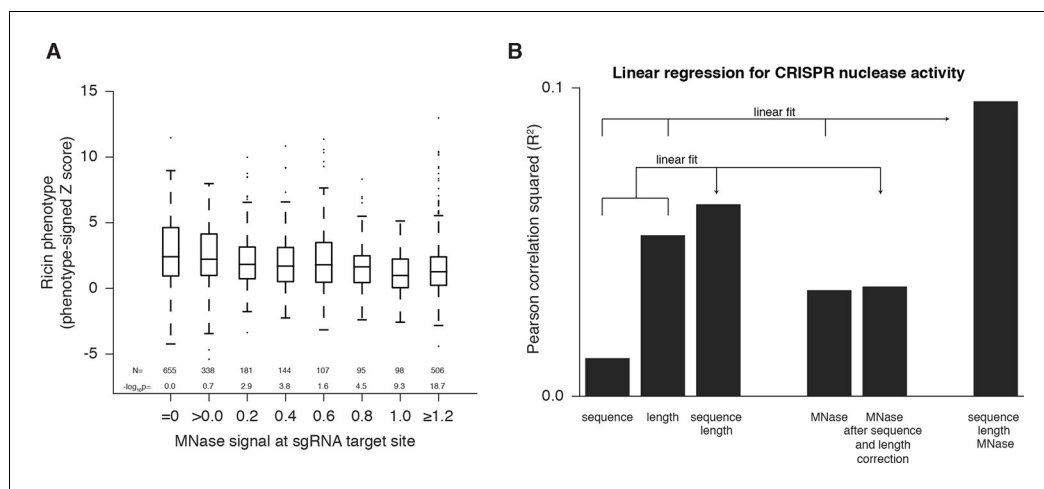 A
Ricin phenotype
(phenotype-signed Z score)
15
10
5
0
-5
N= 655 338 181 144 107 95 98 506
-log₁₀p= 0.0 0.7 2.9 3.8 1.6 4.5 9.3 18.7
=0 >0.0 0.2 0.4 0.6 0.8 1.0 ≥1.2
MNase signal at sgRNA target site
B
Linear regression for CRISPR nuclease activity
Pearson correlation squared (R²)
0.1
0.0
linear fit
linear fit
sequence
length
sequence
length
MNase
MNase
after sequence
and length
correction
sequence
length
MNase